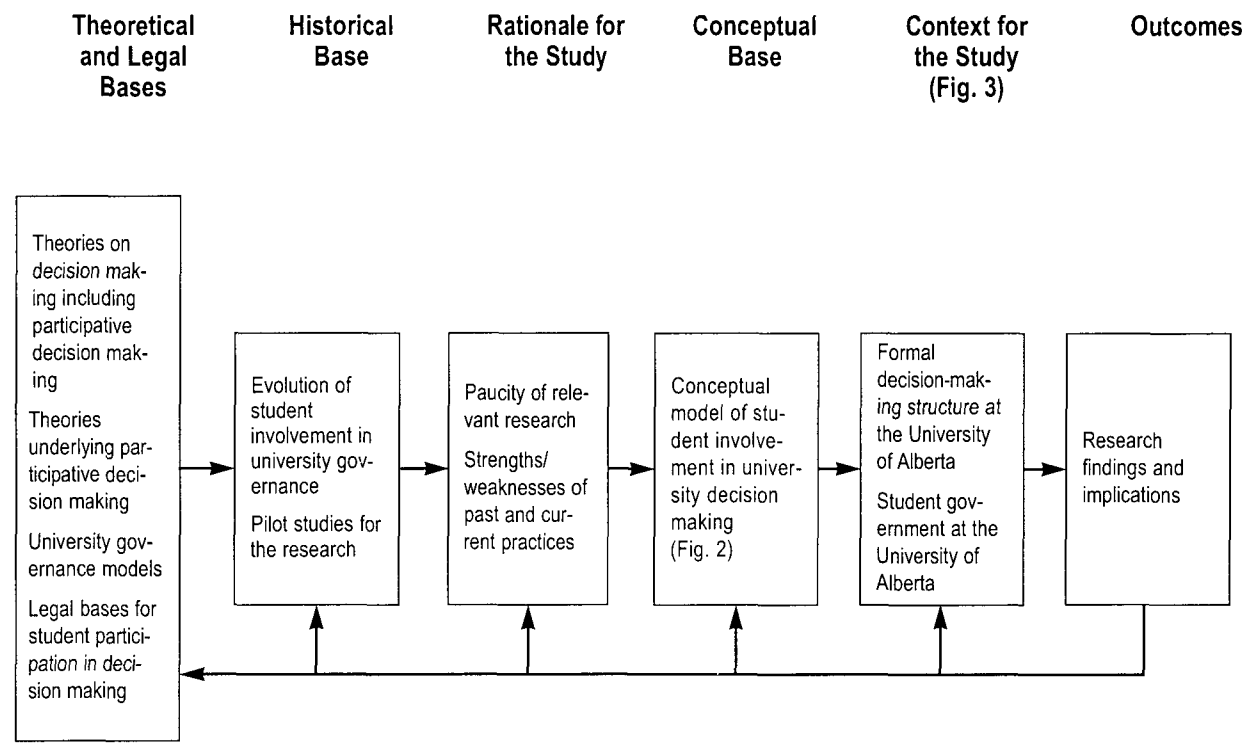 Theoretical
and Legal
Bases
Historical
Base
Rationale for
the Study
Conceptual
Base
Context for
the Study
(Fig. 3)
Outcomes
Theories on
decision mak-
ing including
participative
decision mak-
ing
Theories
underlying par-
ticipative deci-
sion making
University gov-
ernance models
Legal bases for
student partici-
pation in deci-
sion making
Evolution of
student
involvement in
university gov-
ernance
Pilot studies for
the research
Paucity of rele-
vant research
Strengths/
weaknesses of
past and cur-
rent practices
Conceptual
model of stu-
dent involve-
ment in univer-
sity decision
making
(Fig. 2)
Formal
decision-mak-
ing structure at
the University
of Alberta
Student gov-
ernment at the
University of
Alberta
Research
findings and
implications